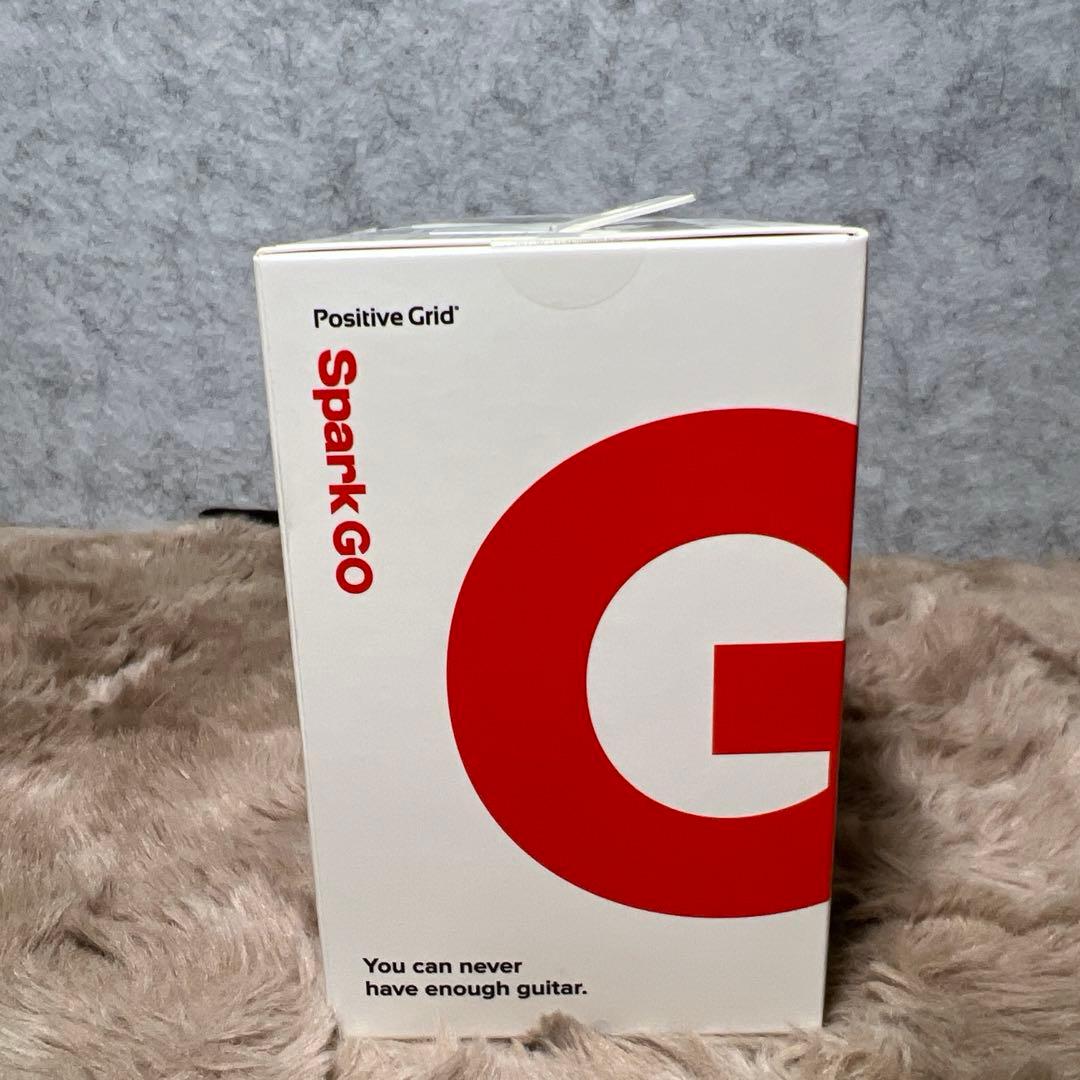 Positive Grid®
Spark GO
G
You can never
have enough guitar.